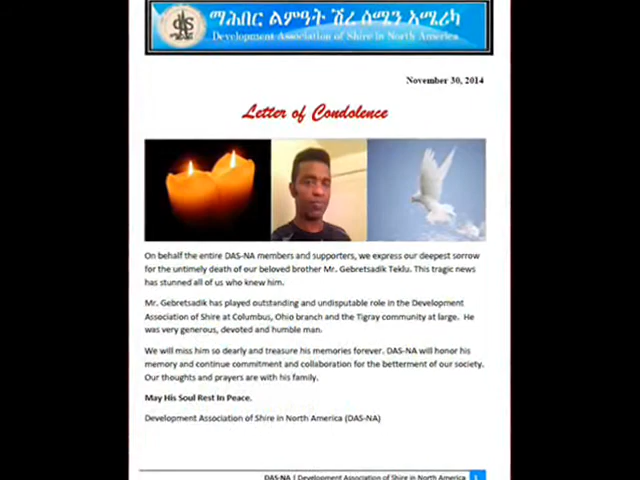 ማሕበር ልምዓት ሽረ ሰሜን አሜሪካ
Development Association of Shire in North America
November 30, 2014
Letter of Condolence
On behalf the entire DAS-NA members and supporters, we express our deepest sorrow
for the untimely death of our beloved brother Mr. Gebretsadik Teklu. This tragic news
has stunned all of us who knew him.
Mr. Gebretsadik has played outstanding and undisputable role in the Development
Association of Shire at Columbus, Ohio branch and the Tigray community at large. He
was very generous, devoted and humble man.
We will miss him so dearly and treasure his memories forever. DAS-NA will honor his
memory and continue commitment and collaboration for the betterment of our society.
Our thoughts and prayers are with his family.
May His Soul Rest In Peace.
Development Association of Shire in North America (DAS-NA)
DAS-NA | Development Association of Shire in North America 1